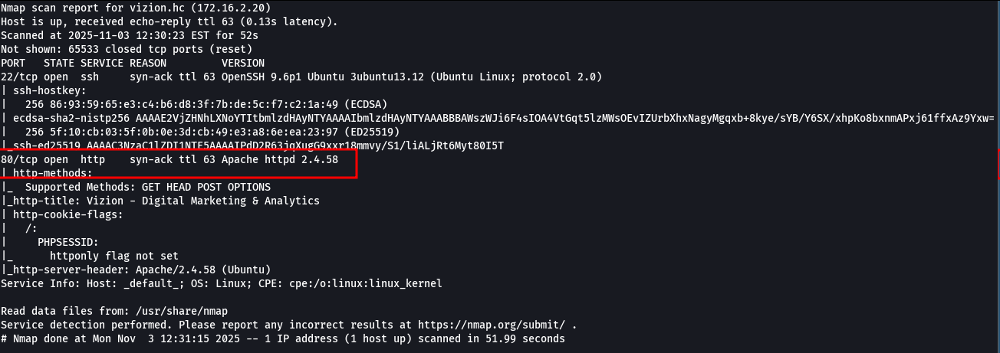 Nmap scan report for vizion.hc (172.16.2.20)
Host is up, received echo-reply ttl 63 (0.13s latency).
Scanned at 2025-11-03 12:30:23 EST for 52s
Not shown: 65533 closed tcp ports (reset)
PORT   STATE SERVICE REASON         VERSION
22/tcp open  ssh     syn-ack ttl 63 OpenSSH 9.6p1 Ubuntu 3ubuntu13.12 (Ubuntu Linux; protocol 2.0)
| ssh-hostkey:
|   256 86:93:59:65:e3:c4:b6:d8:3f:7b:de:5c:f7:c2:1a:49 (ECDSA)
| ecdsa-sha2-nistp256 AAAAE2VjZHNhLXNoYTItbmlzdHAyNTYAAAAIbmlzdHAyNTYAAABBBAWszWJi6F4sIOA4VtGqt5lzMWsOEvIZUrbXhxNagyMgqxb+8kye/sYB/Y6SX/xhpKo8bxnmAPxj61ffxAz9Yxw=
|   256 5f:10:cb:03:5f:0b:0e:3d:cb:49:e3:a8:6e:ea:23:97 (ED25519)
|_ssh-ed25519 AAAAC3NzaC1lZDI1NTE5AAAAIPdD2R63jqXugG9xxr18mmvy/S1/liALjRt6Myt80I5T
80/tcp open  http    syn-ack ttl 63 Apache httpd 2.4.58
| http-methods:
|_  Supported Methods: GET HEAD POST OPTIONS
|_http-title: Vizion - Digital Marketing & Analytics
| http-cookie-flags:
|   /:
|     PHPSESSID:
|_      httponly flag not set
|_http-server-header: Apache/2.4.58 (Ubuntu)
Service Info: Host: _default_; OS: Linux; CPE: cpe:/o:linux:linux_kernel

Read data files from: /usr/share/nmap
Service detection performed. Please report any incorrect results at https://nmap.org/submit/ .
# Nmap done at Mon Nov  3 12:31:15 2025 -- 1 IP address (1 host up) scanned in 51.99 seconds